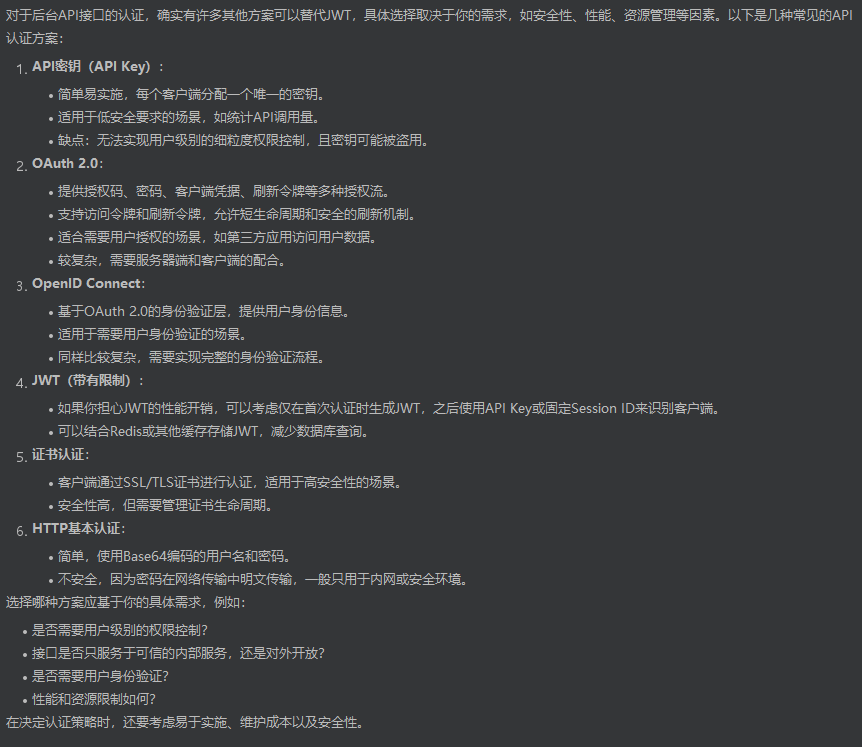 对于后台API接口的认证，确实有许多其他方案可以替代JWT，具体选择取决于你的需求，如安全性、性能、资源管理等因素。以下是几种常见的API
认证方案：
1. API密钥（API Key）：
• 简单易实施，每个客户端分配一个唯一的密钥。
• 适用于低安全要求的场景，如统计API调用量。
• 缺点：无法实现用户级别的细粒度权限控制，且密钥可能被盗用。
2. OAuth 2.0：
• 提供授权码、密码、客户端凭据、刷新令牌等多种授权流。
• 支持访问令牌和刷新令牌，允许短生命周期和安全的刷新机制。
• 适合需要用户授权的场景，如第三方应用访问用户数据。
• 较复杂，需要服务器端和客户端的配合。
3. OpenID Connect：
• 基于OAuth 2.0的身份验证层，提供用户身份信息。
• 适用于需要用户身份验证的场景。
• 同样比较复杂，需要实现完整的身份验证流程。
4. JWT（带有限制）：
• 如果你担心JWT的性能开销，可以考虑仅在首次认证时生成JWT，之后使用API Key或固定Session ID来识别客户端。
• 可以结合Redis或其他缓存存储JWT，减少数据库查询。
5. 证书认证：
• 客户端通过SSL/TLS证书进行认证，适用于高安全性的场景。
• 安全性高，但需要管理证书生命周期。
6. HTTP基本认证：
• 简单，使用Base64编码的用户名和密码。
• 不安全，因为密码在网络传输中明文传输，一般只用于内网或安全环境。
选择哪种方案应基于你的具体需求，例如：
• 是否需要用户级别的权限控制？
• 接口是否只服务于可信的内部服务，还是对外开放？
• 是否需要用户身份验证？
• 性能和资源限制如何？
在决定认证策略时，还要考虑易于实施、维护成本以及安全性。